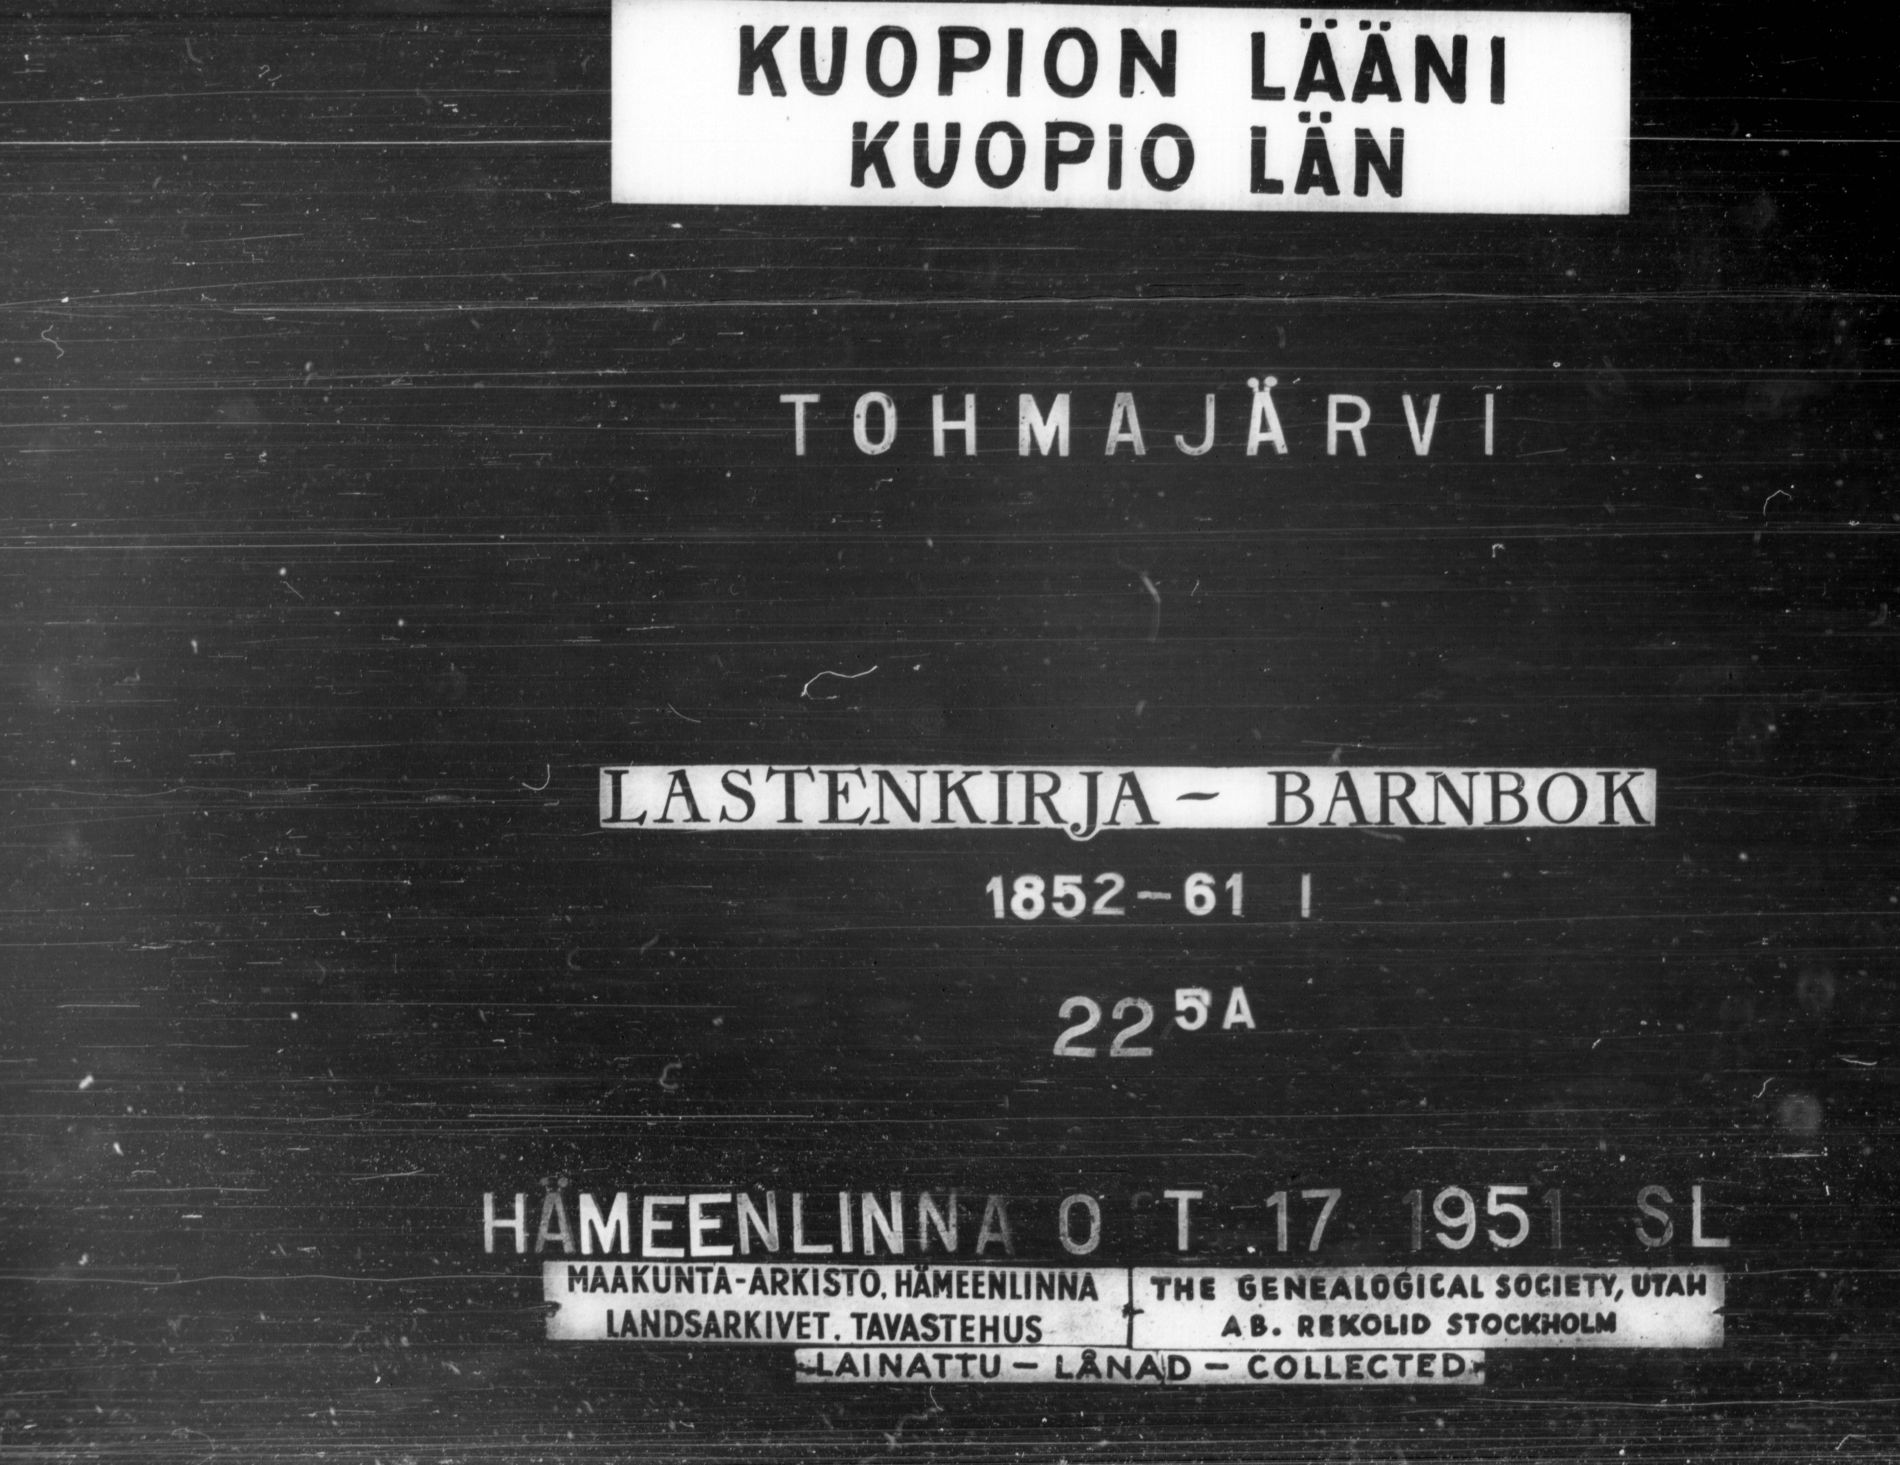 KUOPION LÄÄNI
KUOPIO LÄN
TOHMAJÄRVI
LASTENKIRJA - BARNBOK
1852-61 I
22 5A
HÄMEENLINNA O T. 17 1951 SL
MAAKUNTA-ARKISTO, HÄMEENLINNA
LANDSARKIVET. TAVASTEHUS
THE GENEALOGICAL SOCIETY, UTAH
AB. REKOLID STOCKHOLM
LAINATTU - LÅNAD - COLLECTED